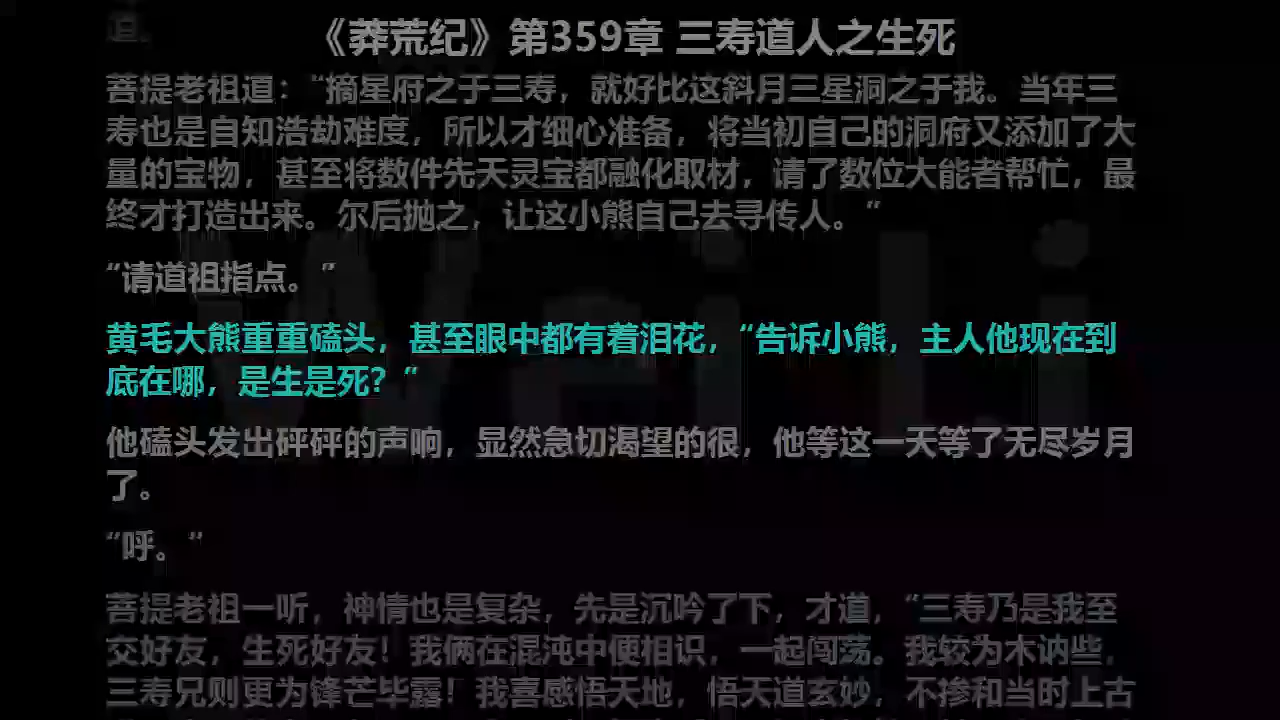 道。
《莽荒纪》第359章 三寿道人之生死
菩提老祖道：“摘星府之于三寿，就好比这斜月三星洞之于我。当年三
寿也是自知浩劫难度，所以才细心准备，将当初自己的洞府又添加了大
量的宝物，甚至将数件先天灵宝都融化取材，请了数位大能者帮忙，最
终才打造出来。尔后抛之，让这小熊自己去寻传人。”
“请道祖指点。”
黄毛大熊重重磕头，甚至眼中都有着泪花，“告诉小熊，主人他现在到
底在哪，是生是死？”
他磕头发出砰砰的声响，显然急切渴望的很，他等这一天等了无尽岁月
了。
“呼。”
菩提老祖一听，神情也是复杂，先是沉吟了下，才道，“三寿乃是我至
交好友，生死好友！我俩在混沌中便相识，一起闯荡。我较为木讷些，
三寿兄则更为锋芒毕露！我喜感悟天地，悟天道玄妙，不掺和当时上古
Wei Li